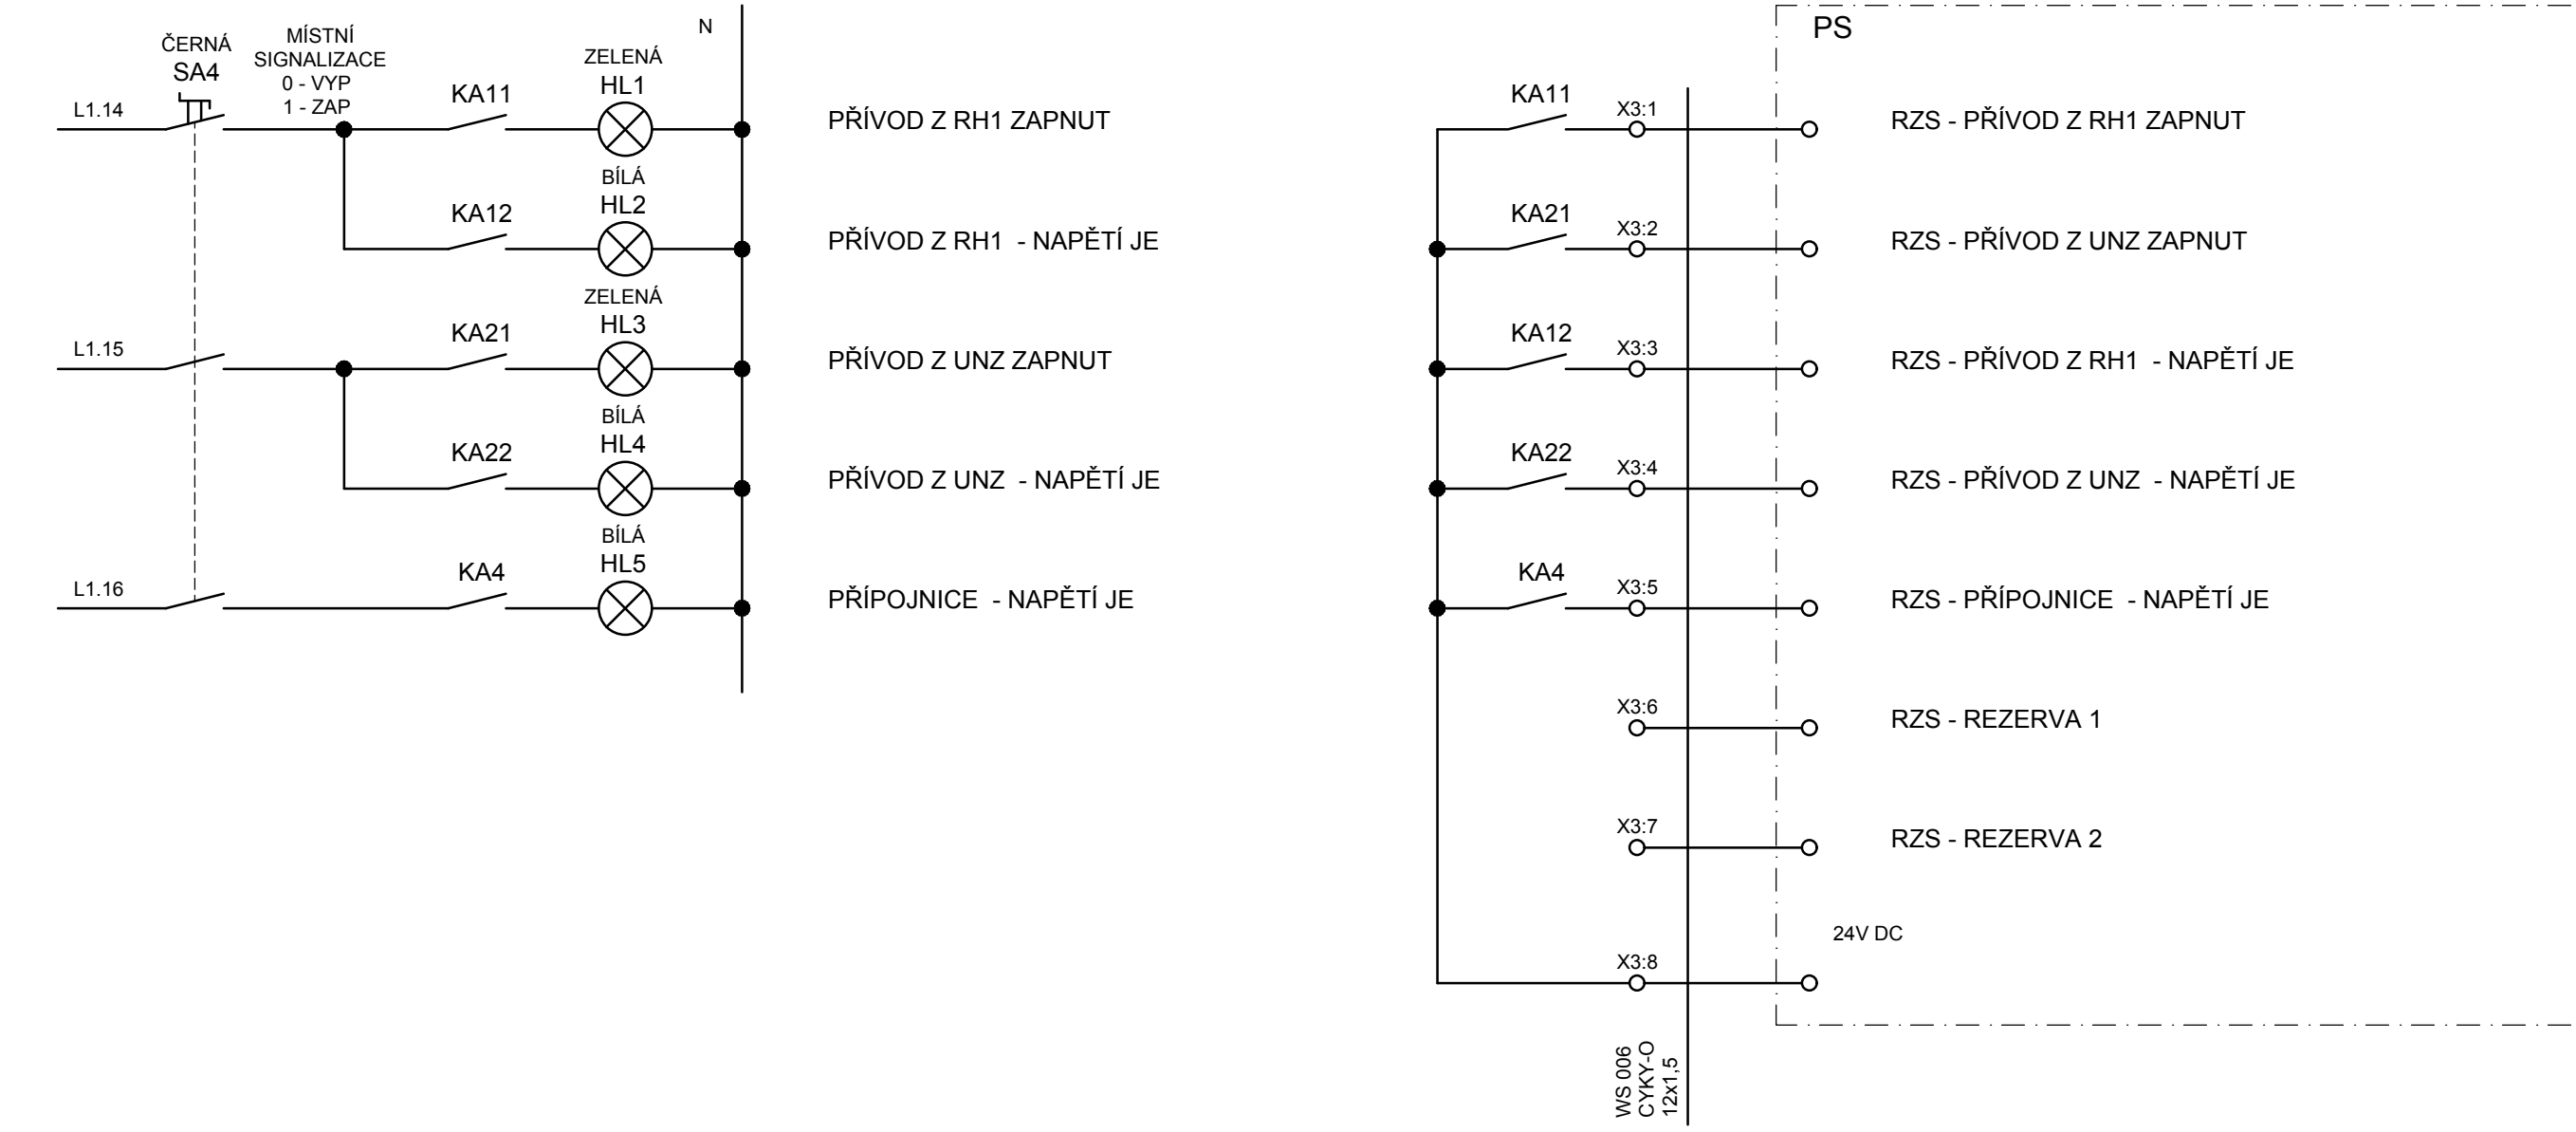 N
ČERNÁ
SA4
MÍSTNÍ
SIGNALIZACE
0 - VYP
1 - ZAP
L1.14
KA11
ZELENÁ
HL1
PŘÍVOD Z RH1 ZAPNUT
KA12
BÍLÁ
HL2
PŘÍVOD Z RH1  - NAPĚTÍ JE
L1.15
KA21
ZELENÁ
HL3
PŘÍVOD Z UNZ ZAPNUT
KA22
BÍLÁ
HL4
PŘÍVOD Z UNZ  - NAPĚTÍ JE
L1.16
KA4
BÍLÁ
HL5
PŘÍPOJNICE  - NAPĚTÍ JE
PS
KA11
X3:1
RZS - PŘÍVOD Z RH1 ZAPNUT
KA21
X3:2
RZS - PŘÍVOD Z UNZ ZAPNUT
KA12
X3:3
RZS - PŘÍVOD Z RH1  - NAPĚTÍ JE
KA22
X3:4
RZS - PŘÍVOD Z UNZ  - NAPĚTÍ JE
KA4
X3:5
RZS - PŘÍPOJNICE  - NAPĚTÍ JE
X3:6
RZS - REZERVA 1
X3:7
RZS - REZERVA 2
24V DC
X3:8
WS 006
CYKY-O
12x1,5